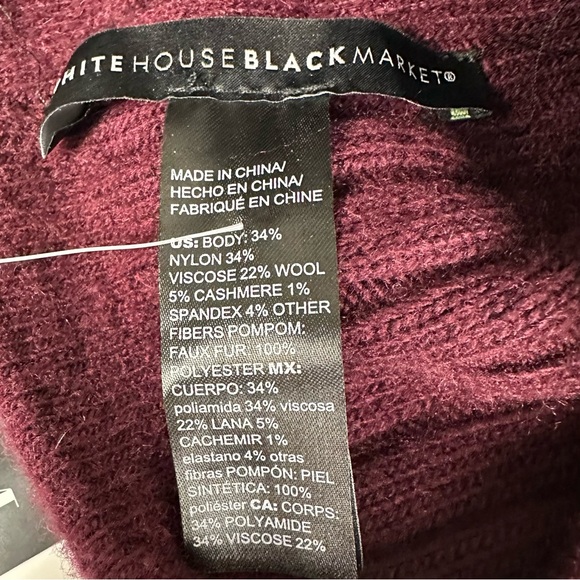 WHITE HOUSE BLACK MARKET®
MADE IN CHINA/
HECHO EN CHINA/
FABRIQUÉ EN CHINE
US: BODY: 34%
NYLON 34%
VISCOSE 22% WOOL
5% CASHMERE 1%
SPANDEX 4% OTHER
FIBERS POMPOM:
FAUX FUR: 100%
POLYESTER MX:
CUERPO: 34%
poliamida 34% viscosa
22% LANA 5%
CACHEMIR 1%
elastano 4% otras
fibras POMPÓN: PIEL
SINTÉTICA: 100%
poliéster CA: CORPS:
34% POLYAMIDE
34% VISCOSE 22%